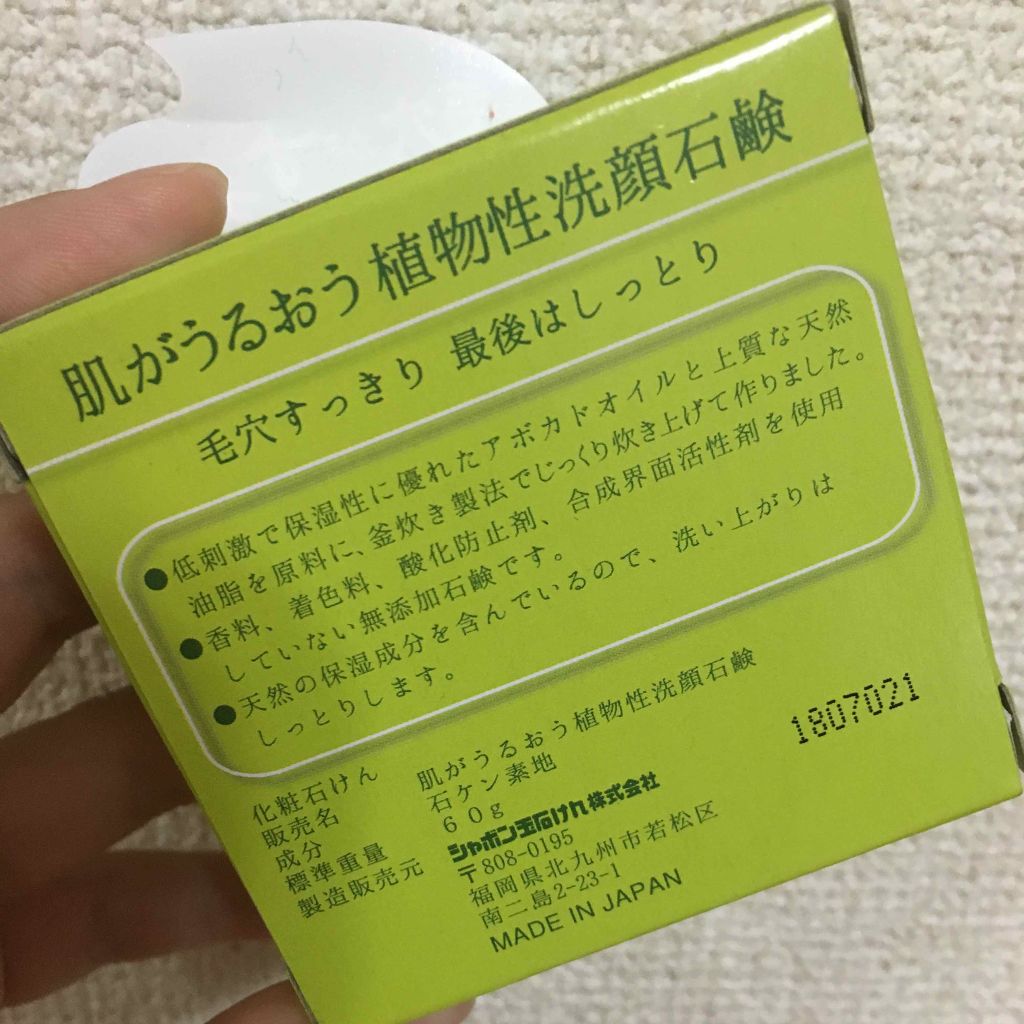 肌がうるおう 植物性洗顔石鹸
毛穴すっきり 最後はしっとり
●低刺激で保湿性に優れたアボカドオイルと上質な天然
油脂を原料に、釜炊き製法でじっくり炊き上げて作りました。
●香料、着色料、酸化防止剤、合成界面活性剤を使用
していない無添加石鹸です。
●天然の保湿成分を含んでいるので、洗い上がりは
しっとりします。
化粧石けん
販売名 肌がうるおう植物性洗顔石鹸
成分 石ケン素地
標準重量 60g
製造販売元 シャボン玉石けん株式会社
〒808-0195
福岡県北九州市若松区
南二島2-23-1
MADE IN JAPAN
1807021